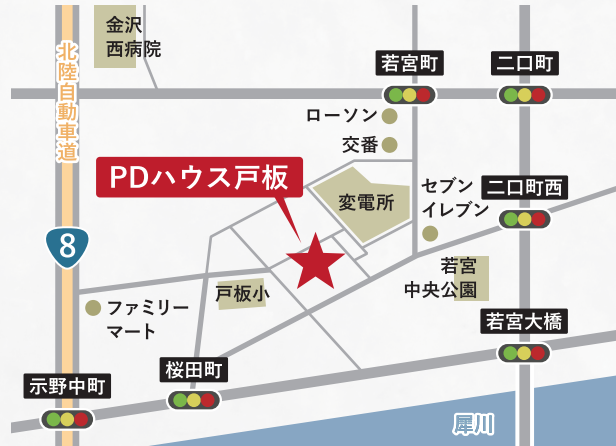 金沢
西病院
北陸自動車道
若宮町
二口町
ローソン
交番
PDハウス戸板
変電所
セブン
イレブン
二口町西
8
戸板小
若宮
中央公園
ファミリー
マート
若宮大橋
桜田町
示野中町
犀川